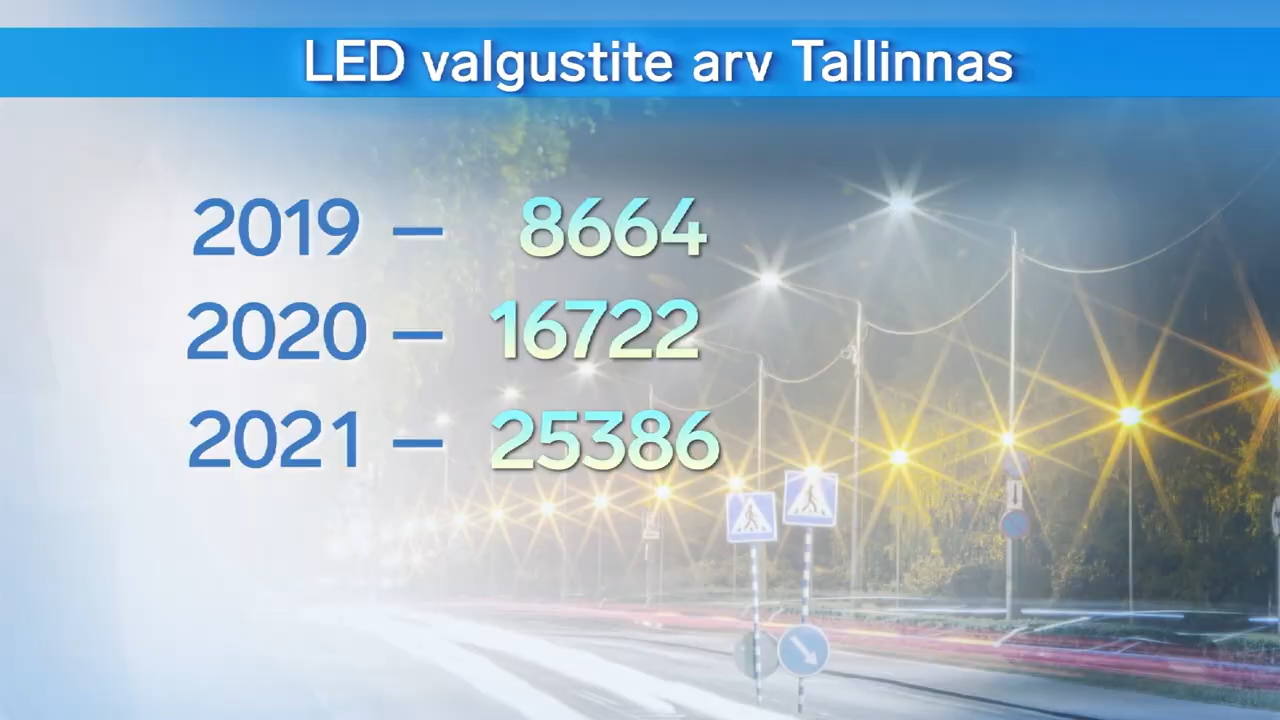 LED valgustite arv Tallinnas
2019 – 8664
2020 – 16722
2021 – 25386